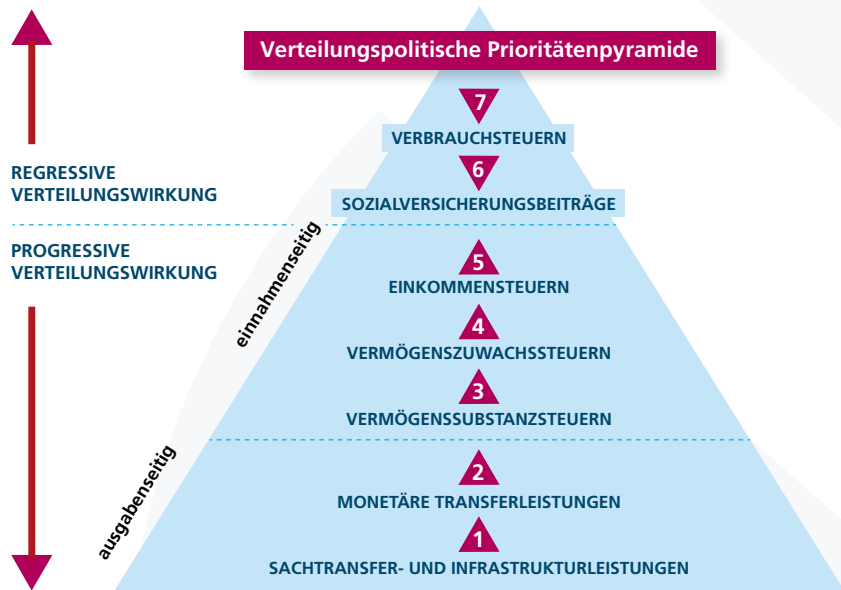 Verteilungspolitische Prioritätenpyramide
7
VERBRAUCHSTEUERN
6
SOZIALVERSICHERUNGSBEITRÄGE
REGRESSIVE
VERTEILUNGSWIRKUNG
PROGRESSIVE
VERTEILUNGSWIRKUNG
einnahmenseitig
5
EINKOMMENSTEUERN
4
VERMÖGENSZUWACHSSTEUERN
3
VERMÖGENSSUBSTANZSTEUERN
ausgabenseitig
2
MONETÄRE TRANSFERLEISTUNGEN
1
SACHTRANSFER- UND INFRASTRUKTURLEISTUNGEN